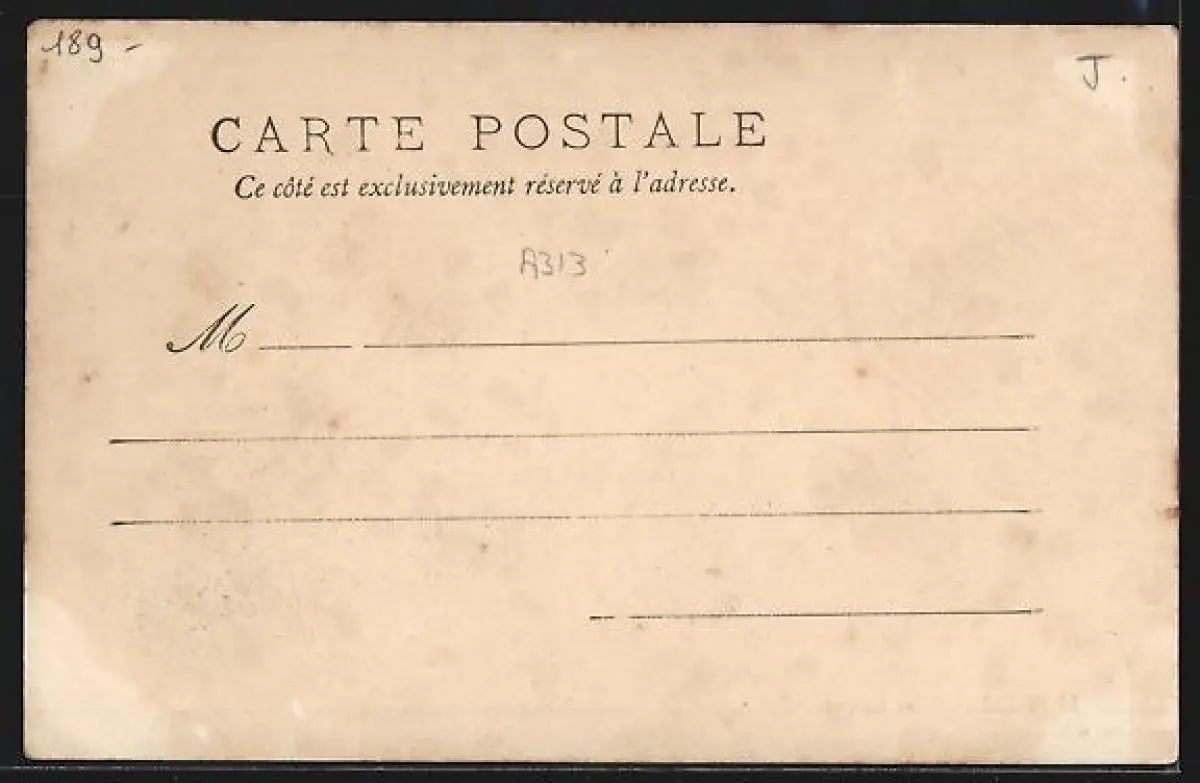 189 -
J.
CARTE POSTALE
Ce côté est exclusivement réservé à l'adresse.
A313
M